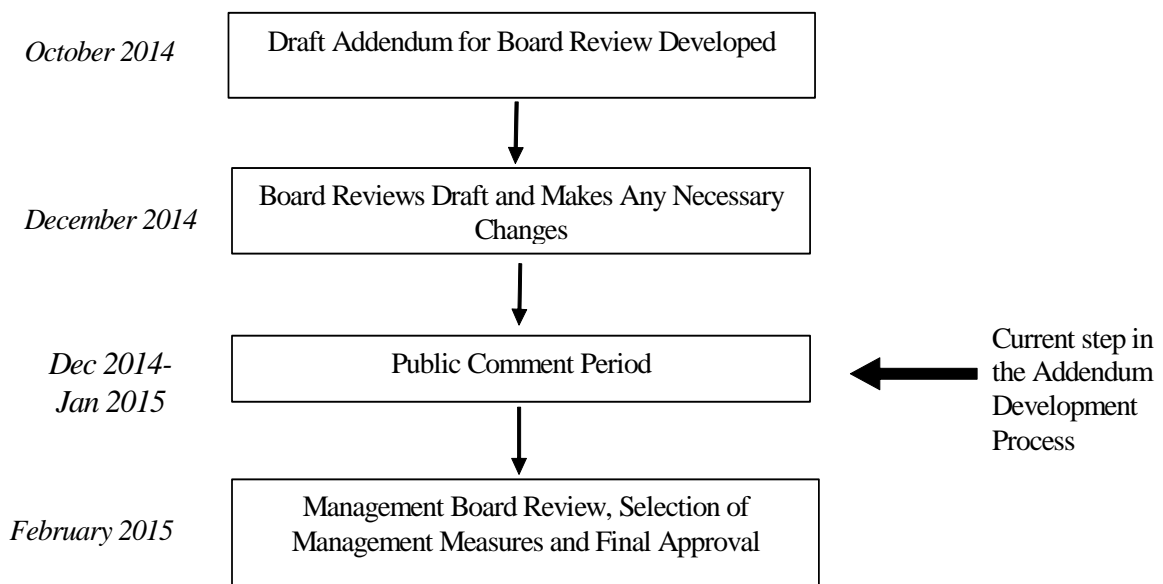 October 2014
Draft Addendum for Board Review Developed
December 2014
Board Reviews Draft and Makes Any Necessary
Changes
Dec 2014-
Jan 2015
Public Comment Period
Current step in
the Addendum
Development
Process
February 2015
Management Board Review, Selection of
Management Measures and Final Approval